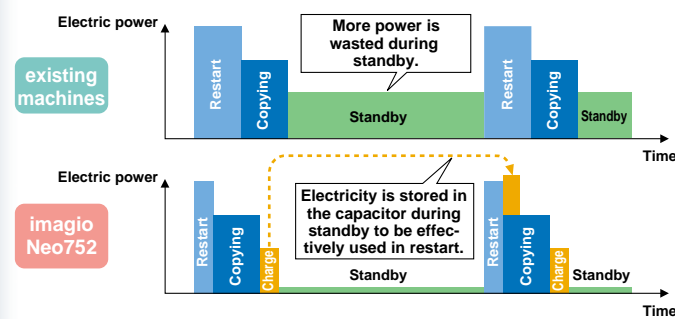 Electric power
More power is
wasted during
standby.
existing
machines
Restart
Copying
Standby
Restart
Copying
Standby
Time
Electric power
Electricity is stored in
the capacitor during
standby to be effec-
tively used in restart.
imagio
Neo752
Restart
Copying
Charge
Standby
Restart
Copying
Charge
Standby
Time